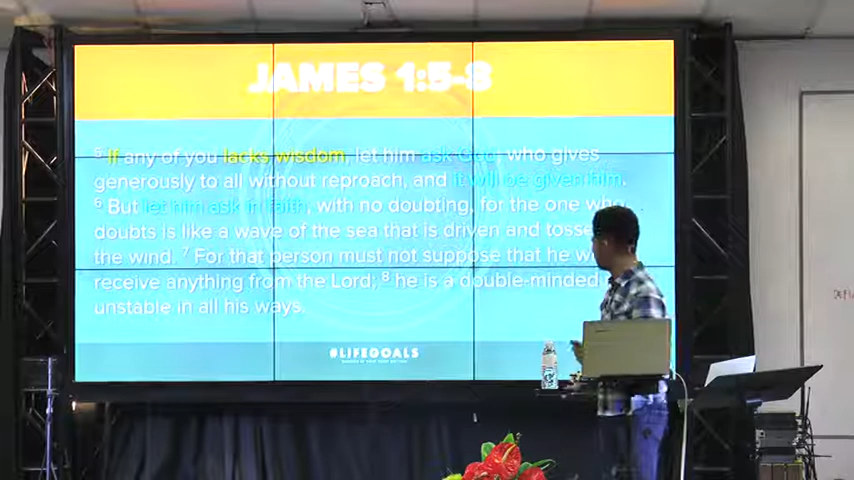 JAMES 1:5-8
5 If any of you lacks wisdom, let him ask God, who gives
generously to all without reproach, and it will be given him.
6 But let him ask in faith, with no doubting, for the one who
doubts is like a wave of the sea that is driven and tosse
the wind. 7 For that person must not suppose that he w
receive anything from the Lord; 8 he is a double-minded
unstable in all his ways.
#LIFEGOALS